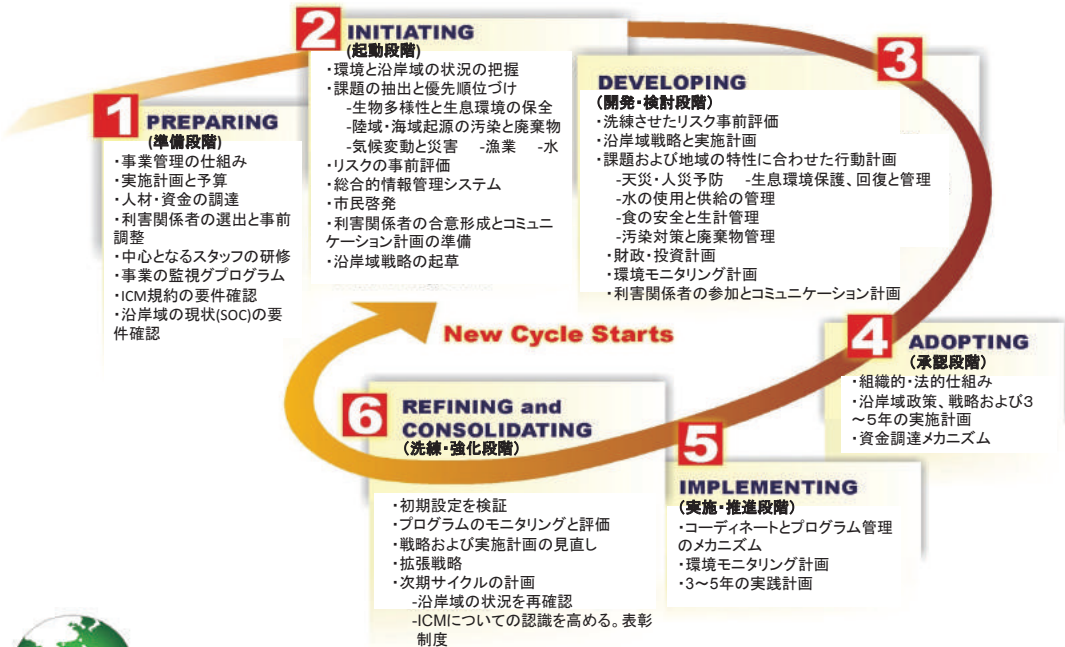 1
PREPARING
(準備段階)
・事業管理の仕組み
・実施計画と予算
・人材・資金の調達
・利害関係者の選出と事前
調整
・中心となるスタッフの研修
・事業の監視グプログラム
・ICM規約の要件確認
・沿岸域の現状(SOC)の要
件確認
2
INITIATING
(起動段階)
・環境と沿岸域の状況の把握
・課題の抽出と優先順位づけ
-生物多様性と生息環境の保全
-陸域・海域起源の汚染と廃棄物
-気候変動と災害 -漁業 -水
・リスクの事前評価
・総合的情報管理システム
・市民啓発
・利害関係者の合意形成とコミュニ
ケーション計画の準備
・沿岸域戦略の起草
3
DEVELOPING
(開発・検討段階)
・洗練させたリスク事前評価
・沿岸域戦略と実施計画
・課題および地域の特性に合わせた行動計画
-天災・人災予防 -生息環境保護、回復と管理
-水の使用と供給の管理
-食の安全と生計管理
-汚染対策と廃棄物管理
・財政・投資計画
・環境モニタリング計画
・利害関係者の参加とコミュニケーション計画
4
ADOPTING
(承認段階)
・組織的・法的仕組み
・沿岸域政策、戦略および3
～5年の実施計画
・資金調達メカニズム
5
IMPLEMENTING
(実施・推進段階)
・コーディネートとプログラム管理
のメカニズム
・環境モニタリング計画
・3～5年の実践計画
6
REFINING and
CONSOLIDATING
(洗練・強化段階)
・初期設定を検証
・プログラムのモニタリングと評価
・戦略および実施計画の見直し
・拡張戦略
・次期サイクルの計画
-沿岸域の状況を再確認
-ICMについての認識を高める。表彰
制度
New Cycle Starts